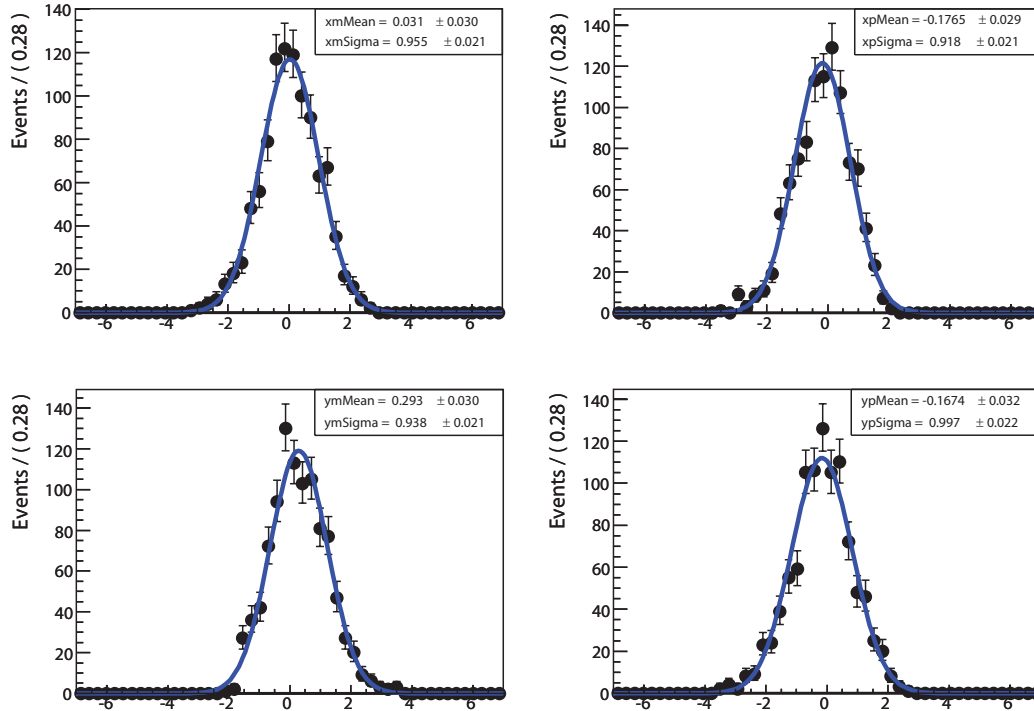 140
120
100
80
60
40
20
0
Events / ( 0.28 )
xmMean = 0.031 ± 0.030
xmSigma = 0.955 ± 0.021
-6 -4 -2 0 2 4 6
140
120
100
80
60
40
20
0
Events / ( 0.28 )
xpMean = -0.1765 ± 0.029
xpSigma = 0.918 ± 0.021
-6 -4 -2 0 2 4 6
140
120
100
80
60
40
20
0
Events / ( 0.28 )
ymMean = 0.293 ± 0.030
ymSigma = 0.938 ± 0.021
-6 -4 -2 0 2 4 6
140
120
100
80
60
40
20
0
Events / ( 0.28 )
ypMean = -0.1674 ± 0.032
ypSigma = 0.997 ± 0.022
-6 -4 -2 0 2 4 6